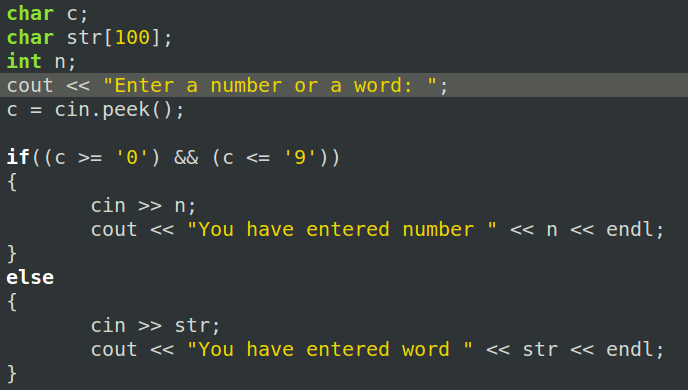 char c;
char str[100];
int n;
cout << "Enter a number or a word: ";
c = cin.peek();
if((c >= '0') && (c <= '9'))
{
cin >> n;
cout << "You have entered number " << n << endl;
}
else
{
cin >> str;
cout << "You have entered word " << str << endl;
}